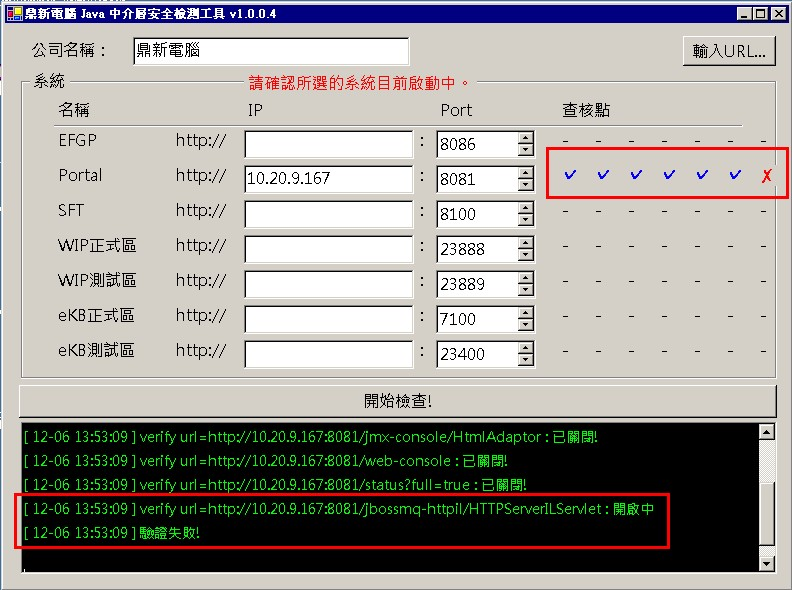 鼎新電腦 Java 中介層安全檢測工具 v1.0.0.4
公司名稱： 鼎新電腦 輸入URL...
系統 請確認所選的系統目前啟動中。
名稱 IP Port 查核點
EFGP http:// : 8086 - - - - - - -
Portal http:// 10.20.9.167 : 8081 ✓ ✓ ✓ ✓ ✓ ✓ ✗
SFT http:// : 8100 - - - - - - -
WIP正式區 http:// : 23888 - - - - - - -
WIP測試區 http:// : 23889 - - - - - - -
eKB正式區 http:// : 7100 - - - - - - -
eKB測試區 http:// : 23400 - - - - - - -
開始檢查!
[ 12-06 13:53:09 ] verify url=http://10.20.9.167:8081/jmx-console/HtmlAdaptor : 已關閉!
[ 12-06 13:53:09 ] verify url=http://10.20.9.167:8081/web-console : 已關閉!
[ 12-06 13:53:09 ] verify url=http://10.20.9.167:8081/status?full=true : 已關閉!
[ 12-06 13:53:09 ] verify url=http://10.20.9.167:8081/jbossmq-httpil/HTTPServerILServlet : 開啟中
[ 12-06 13:53:09 ] 驗證失敗!